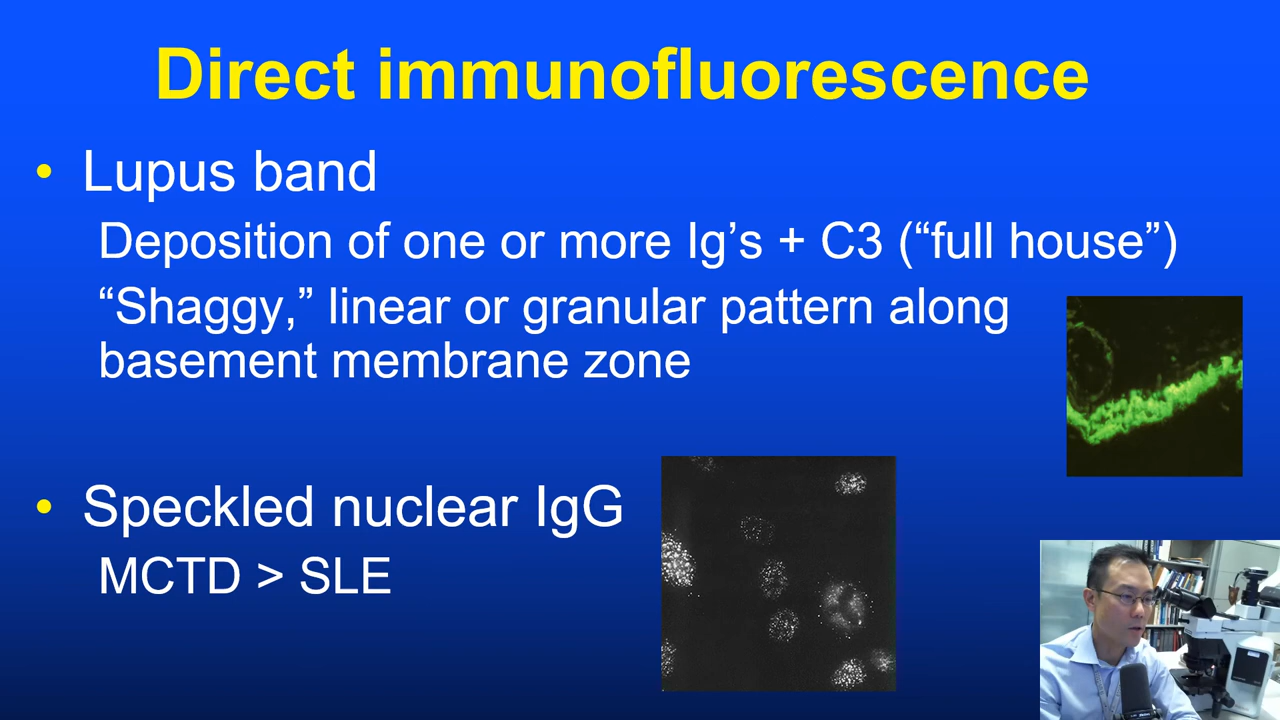 Direct immunofluorescence
• Lupus band
Deposition of one or more Ig’s + C3 (“full house”)
“Shaggy,” linear or granular pattern along
basement membrane zone
• Speckled nuclear IgG
MCTD > SLE